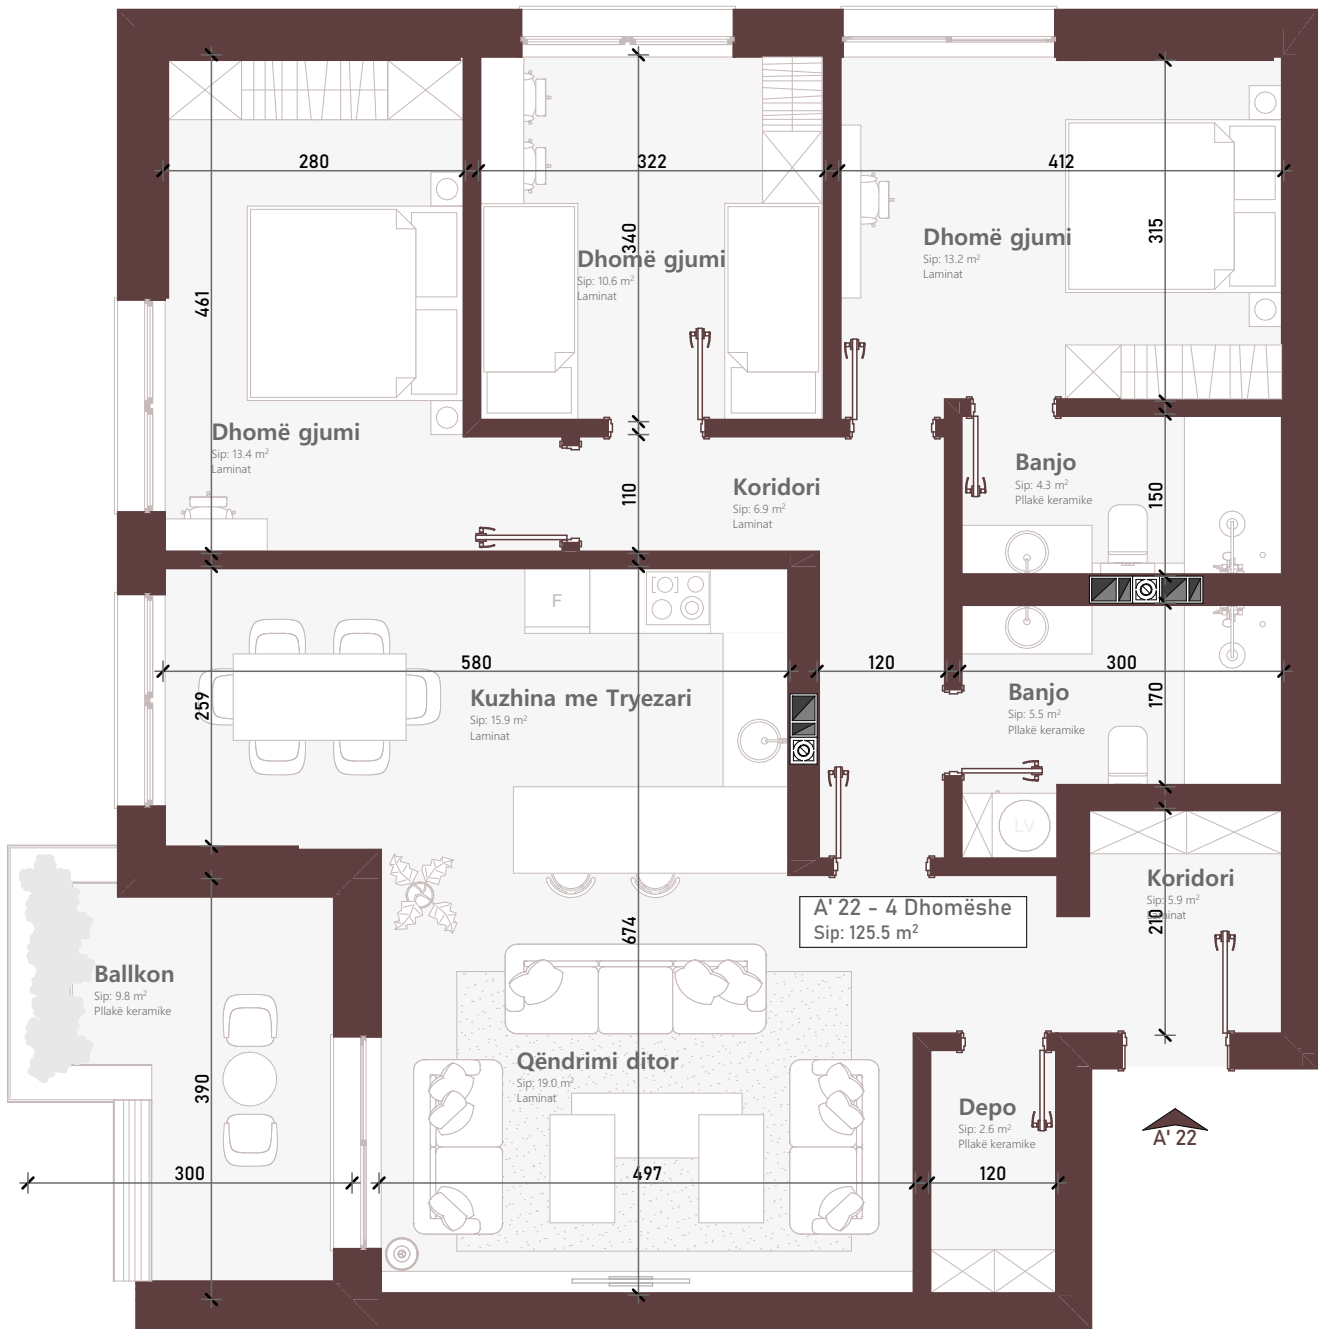 280
322
412
340
315
461
Dhomë gjumi
Sip: 13.2 m²
Laminat
Dhomë gjumi
Sip: 10.6 m²
Laminat
Dhomë gjumi
Sip: 13.4 m²
Laminat
Banjo
Sip: 4.3 m²
Pllakë keramike
Koridori
Sip: 6.9 m²
Laminat
110
150
F
580
120
300
259
Kuzhina me Tryezari
Sip: 15.9 m²
Laminat
Banjo
Sip: 5.5 m²
Pllakë keramike
170
LV
Koridori
Sip: 5.9 m²
Laminat
210
A' 22 - 4 Dhomëshe
Sip: 125.5 m²
674
Ballkon
Sip: 9.8 m²
Pllakë keramike
390
Qëndrimi ditor
Sip: 19.0 m²
Laminat
Depo
Sip: 2.6 m²
Pllakë keramike
A' 22
300
497
120